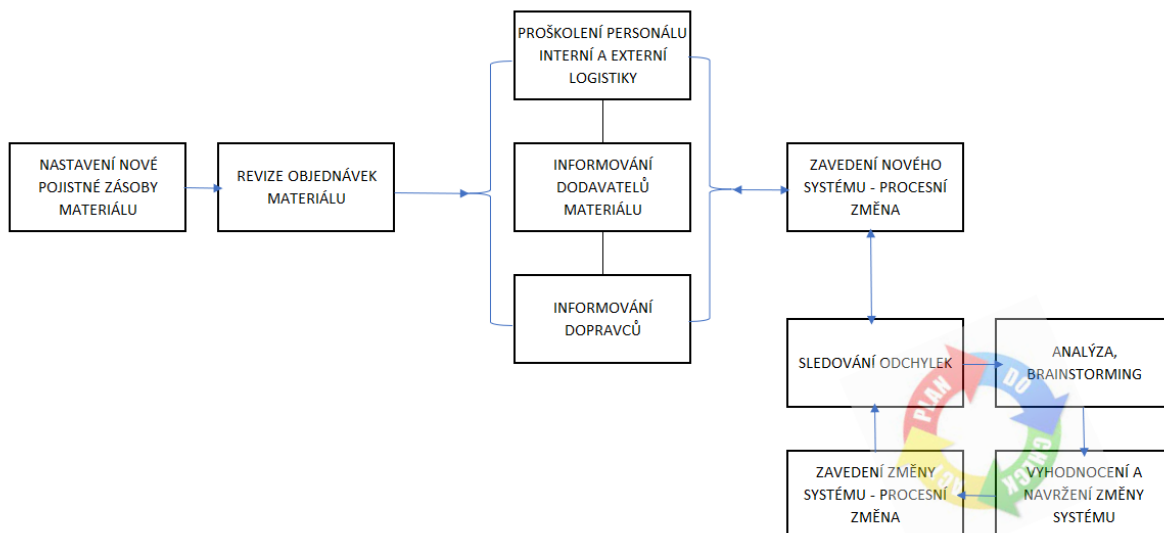 NASTAVENÍ NOVÉ
POJISTNÉ ZÁSOBY
MATERIÁLU
REVIZE OBJEDNÁVEK
MATERIÁLU
PROŠKOLENÍ PERSONÁLU
INTERNÍ A EXTERNÍ
LOGISTIKY
INFORMOVÁNÍ
DODAVATELŮ
MATERIÁLU
INFORMOVÁNÍ
DOPRAVCŮ
ZAVEDENÍ NOVÉHO
SYSTÉMU - PROCESNÍ
ZMĚNA
SLEDOVÁNÍ ODCHYLEK
ANALÝZA,
BRAINSTORMING
VYHODNOCENÍ A
NAVRŽENÍ ZMĚNY
SYSTÉMU
ZAVEDENÍ ZMĚNY
SYSTÉMU - PROCESNÍ
ZMĚNA
PLAN
DO
CHECK
ACT